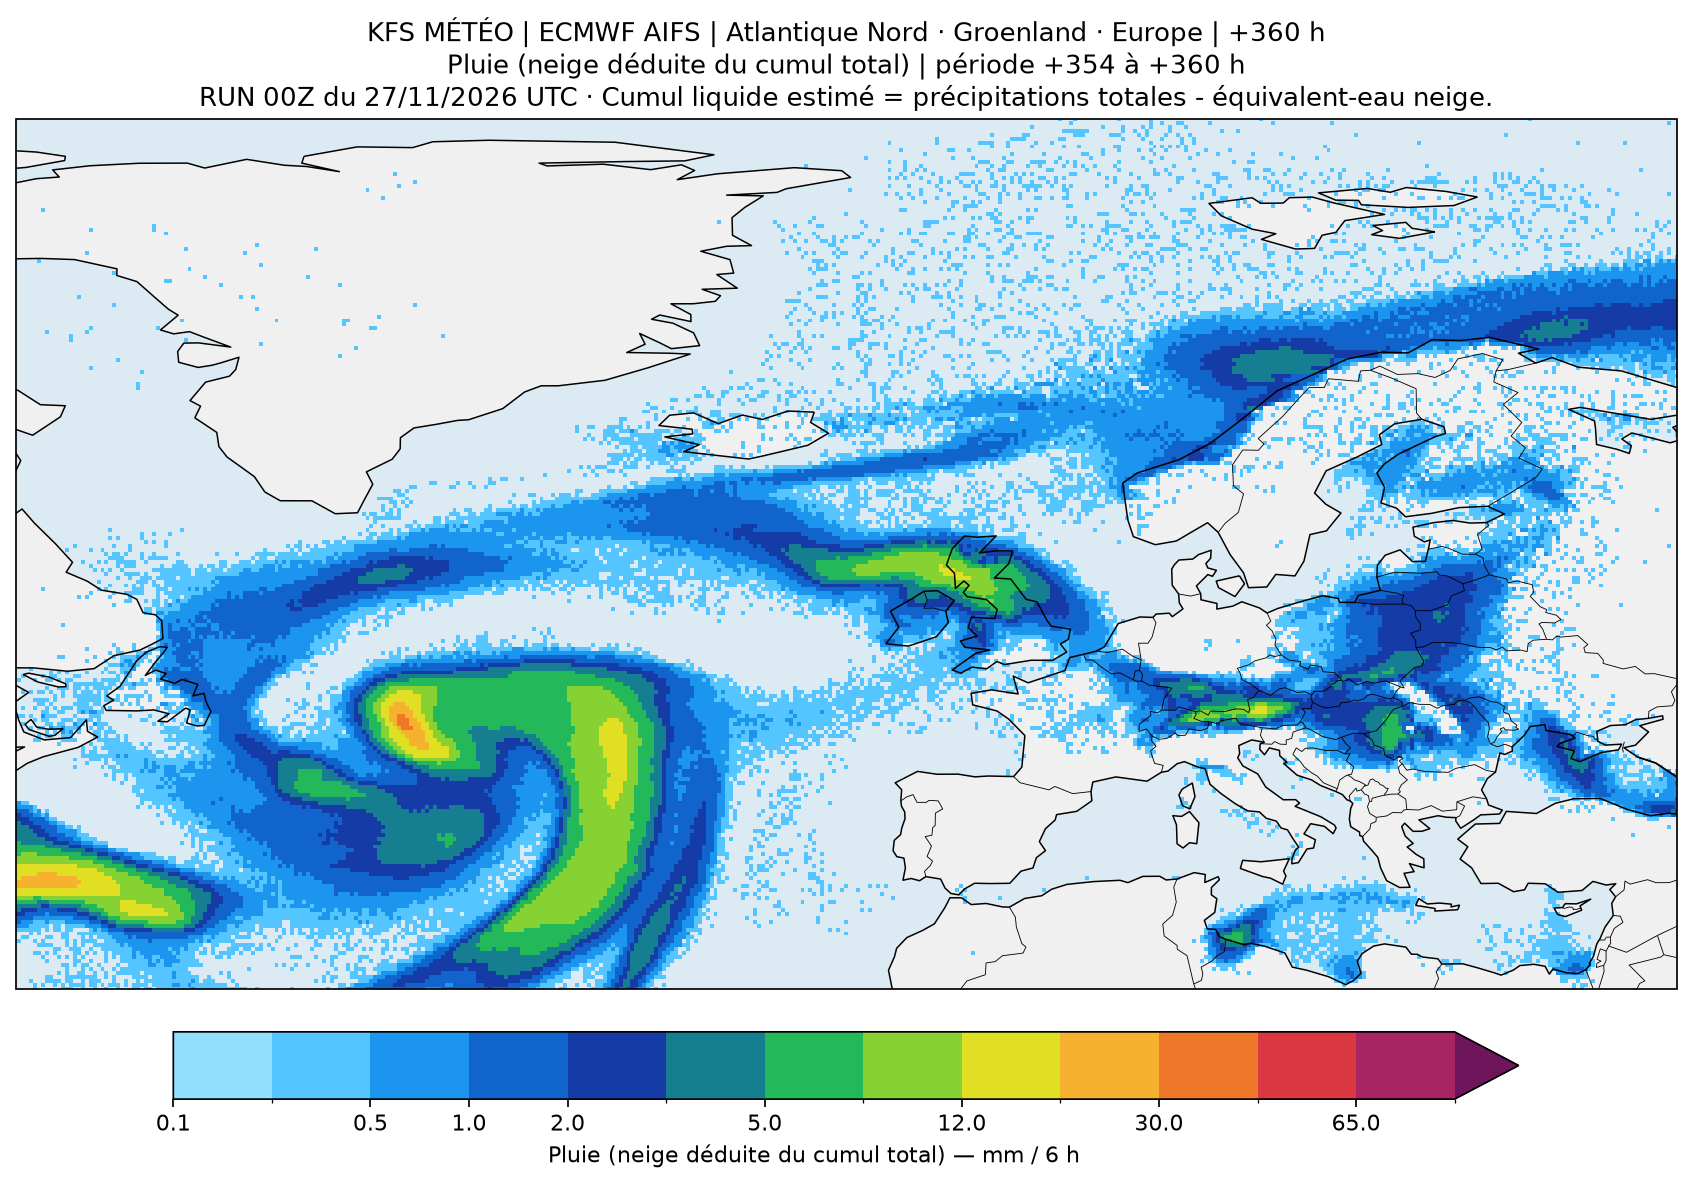 KFS MÉTÉO | ECMWF AIFS | Atlantique Nord · Groenland · Europe | +360 h
Pluie (neige déduite du cumul total) | période +354 à +360 h
RUN 00Z du 27/11/2026 UTC · Cumul liquide estimé = précipitations totales - équivalent-eau neige.
0.1 0.5 1.0 2.0 5.0 12.0 30.0 65.0
Pluie (neige déduite du cumul total) — mm / 6 h